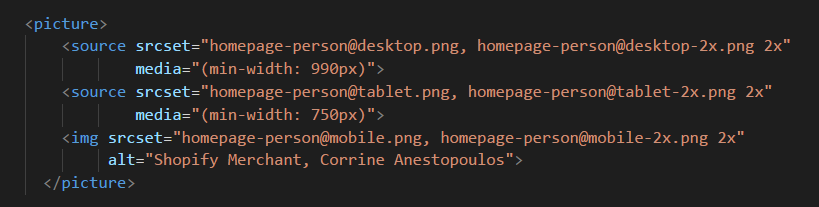 <picture>
<source srcset="homepage-person@desktop.png, homepage-person@desktop-2x.png 2x"
media="(min-width: 990px)">
<source srcset="homepage-person@tablet.png, homepage-person@tablet-2x.png 2x"
media="(min-width: 750px)">
<img srcset="homepage-person@mobile.png, homepage-person@mobile-2x.png 2x"
alt="Shopify Merchant, Corrine Anestopoulos">
</picture>